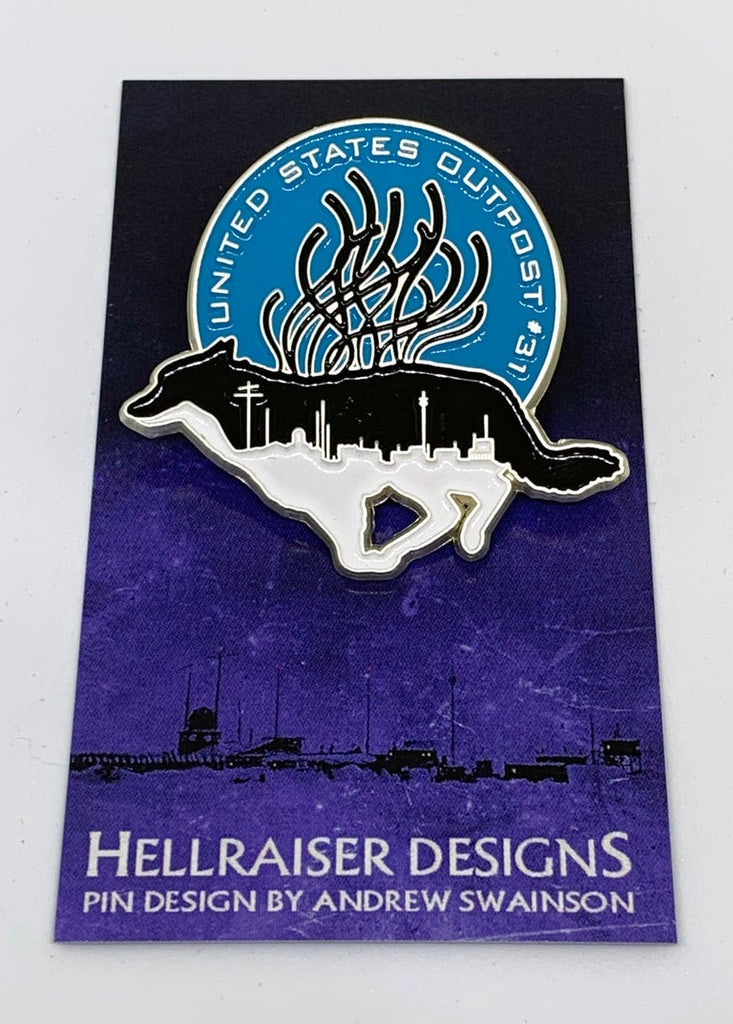 UNITED STATES OUTPOST #31
HELLRAISER DESIGNS
PIN DESIGN BY ANDREW SWAINSON